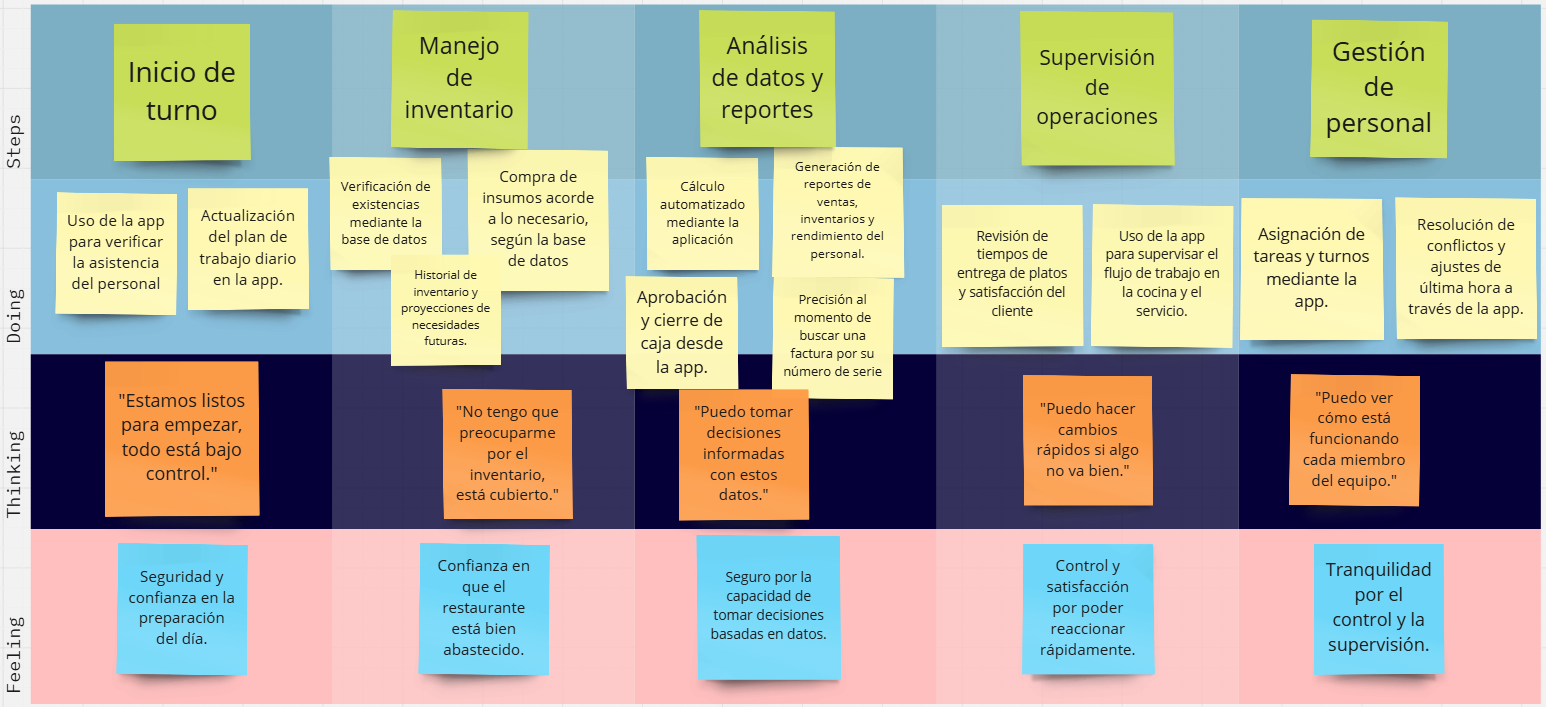 Steps
Inicio de
turno
Manejo
de
inventario
Análisis
de datos y
reportes
Supervisión
de
operaciones
Gestión
de
personal
Doing
Uso de la app
para verificar
la asistencia
del personal
Actualización
del plan de
trabajo diario
en la app.
Verificación de
existencias
mediante la
base de datos
Compra de
insumos acorde
a lo necesario,
según la base
de datos
Historial de
inventario y
proyecciones de
necesidades
futuras.
Cálculo
automatizado
mediante la
aplicación
Generación de
reportes de
ventas,
inventarios y
rendimiento del
personal.
Aprobación
y cierre de
caja desde
la app.
Precisión al
momento de
buscar una
factura por su
número de serie
Revisión de
tiempos de
entrega de platos
y satisfacción del
cliente
Uso de la app
para supervisar el
flujo de trabajo en
la cocina y el
servicio.
Asignación de
tareas y turnos
mediante la
app.
Resolución de
conflictos y
ajustes de
última hora a
través de la app.
Thinking
"Estamos listos
para empezar,
todo está bajo
control."
"No tengo que
preocuparme
por el
inventario,
está cubierto."
"Puedo tomar
decisiones
informadas
con estos
datos."
"Puedo hacer
cambios
rápidos si algo
no va bien."
"Puedo ver
cómo está
funcionando
cada miembro
del equipo."
Feeling
Seguridad y
confianza en la
preparación
del día.
Confianza en
que el
restaurante
está bien
abastecido.
Seguro por la
capacidad de
tomar decisiones
basadas en datos.
Control y
satisfacción
por poder
reaccionar
rápidamente.
Tranquilidad
por el
control y la
supervisión.